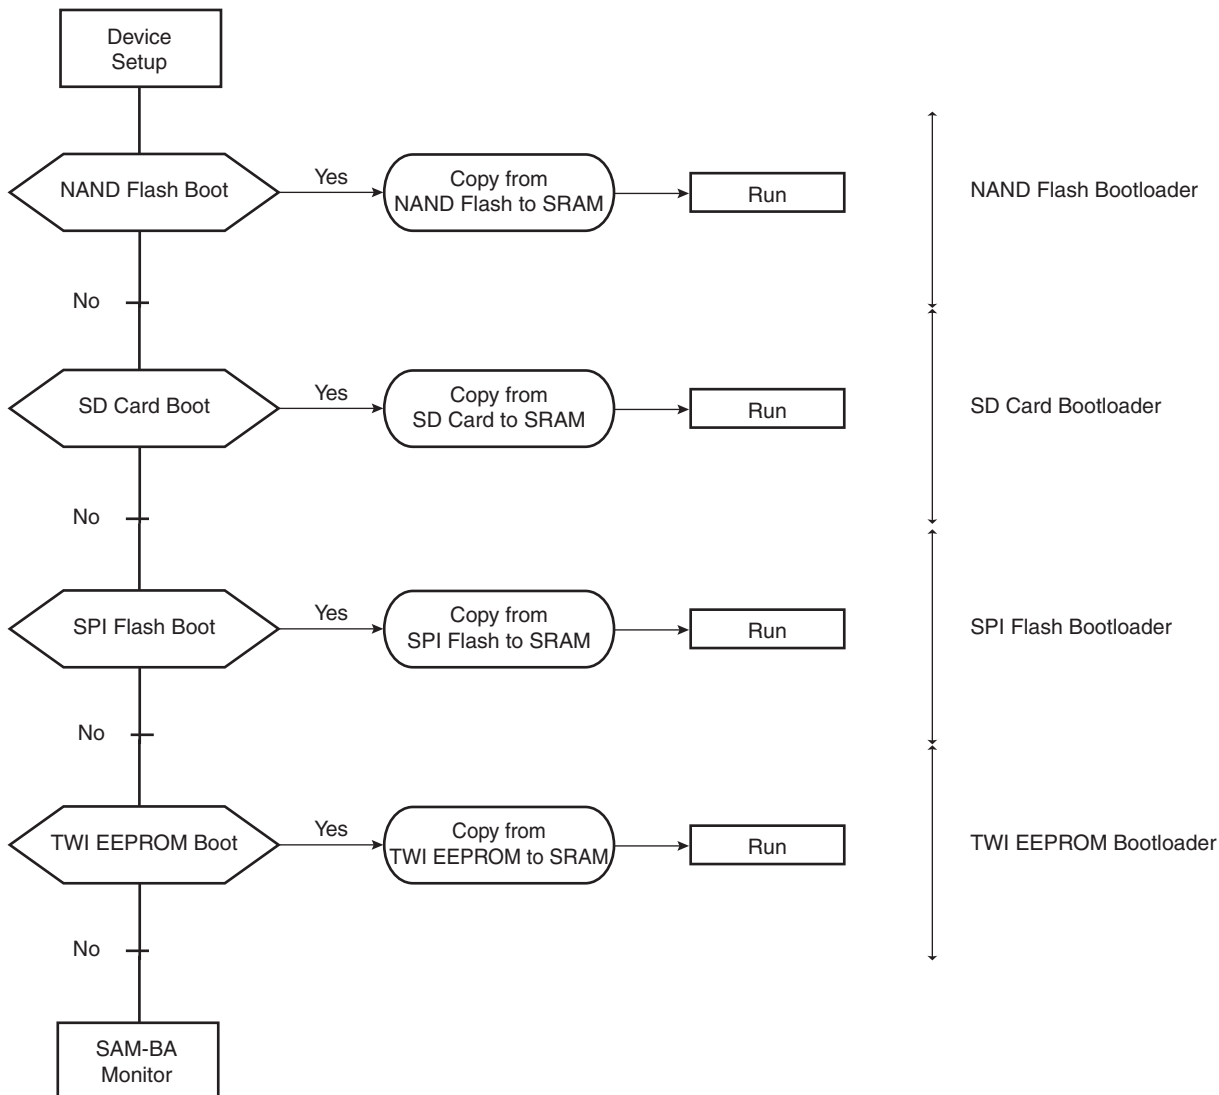 Device
Setup
NAND Flash Boot
Yes
Copy from
NAND Flash to SRAM
Run
NAND Flash Bootloader
No
SD Card Boot
Yes
Copy from
SD Card to SRAM
Run
SD Card Bootloader
No
SPI Flash Boot
Yes
Copy from
SPI Flash to SRAM
Run
SPI Flash Bootloader
No
TWI EEPROM Boot
Yes
Copy from
TWI EEPROM to SRAM
Run
TWI EEPROM Bootloader
No
SAM-BA
Monitor